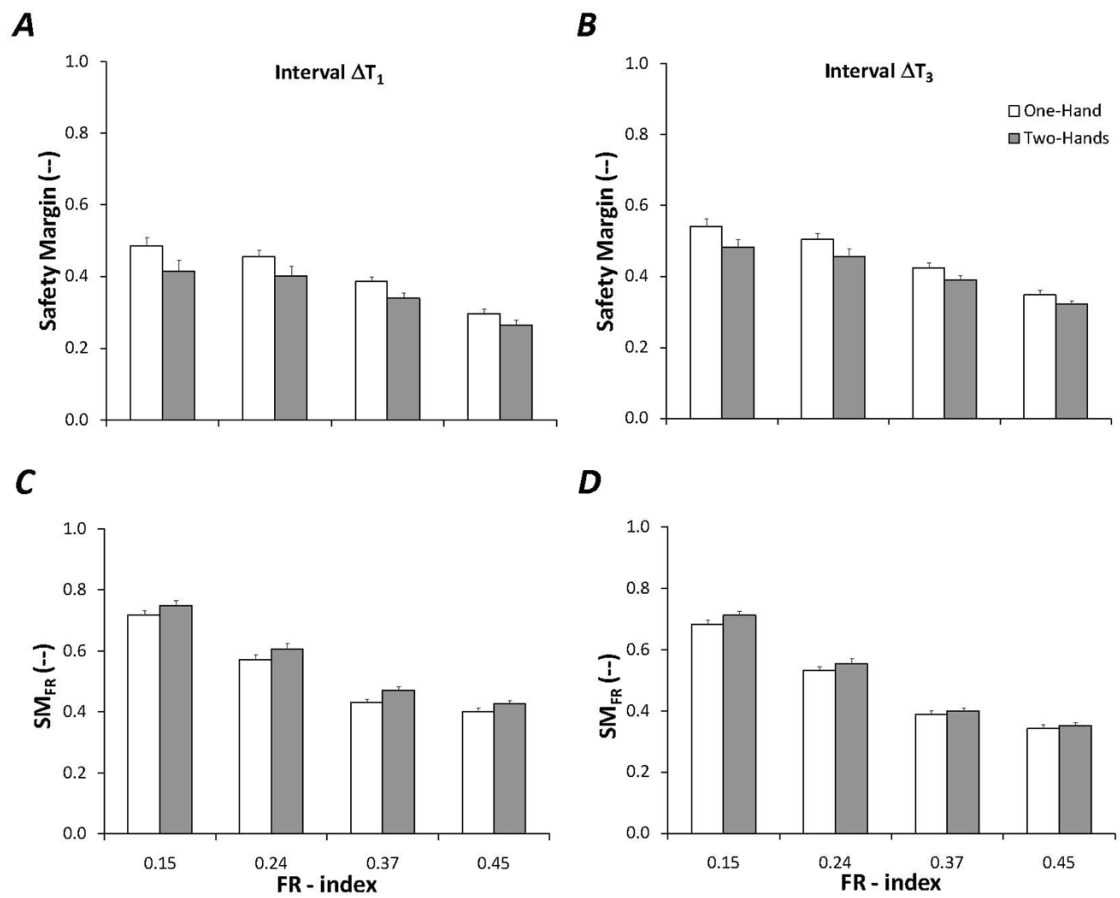 A
Interval ΔT1
Safety Margin (--)
1.0
0.8
0.6
0.4
0.2
0.0
B
Interval ΔT3
One-Hand
Two-Hands
Safety Margin (--)
1.0
0.8
0.6
0.4
0.2
0.0
C
SMFR (--)
1.0
0.8
0.6
0.4
0.2
0.0
0.15 0.24 0.37 0.45
FR - index
D
SMFR (--)
1.0
0.8
0.6
0.4
0.2
0.0
0.15 0.24 0.37 0.45
FR - index